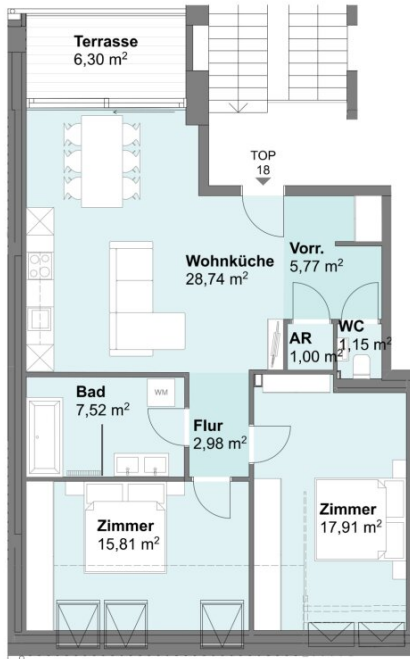 Terrasse
6,30 m²
TOP
18
Wohnküche
28,74 m²
Vorr.
5,77 m²
AR
1,00 m²
WC
1,15 m²
Bad
7,52 m²
WM
Flur
2,98 m²
Zimmer
15,81 m²
Zimmer
17,91 m²